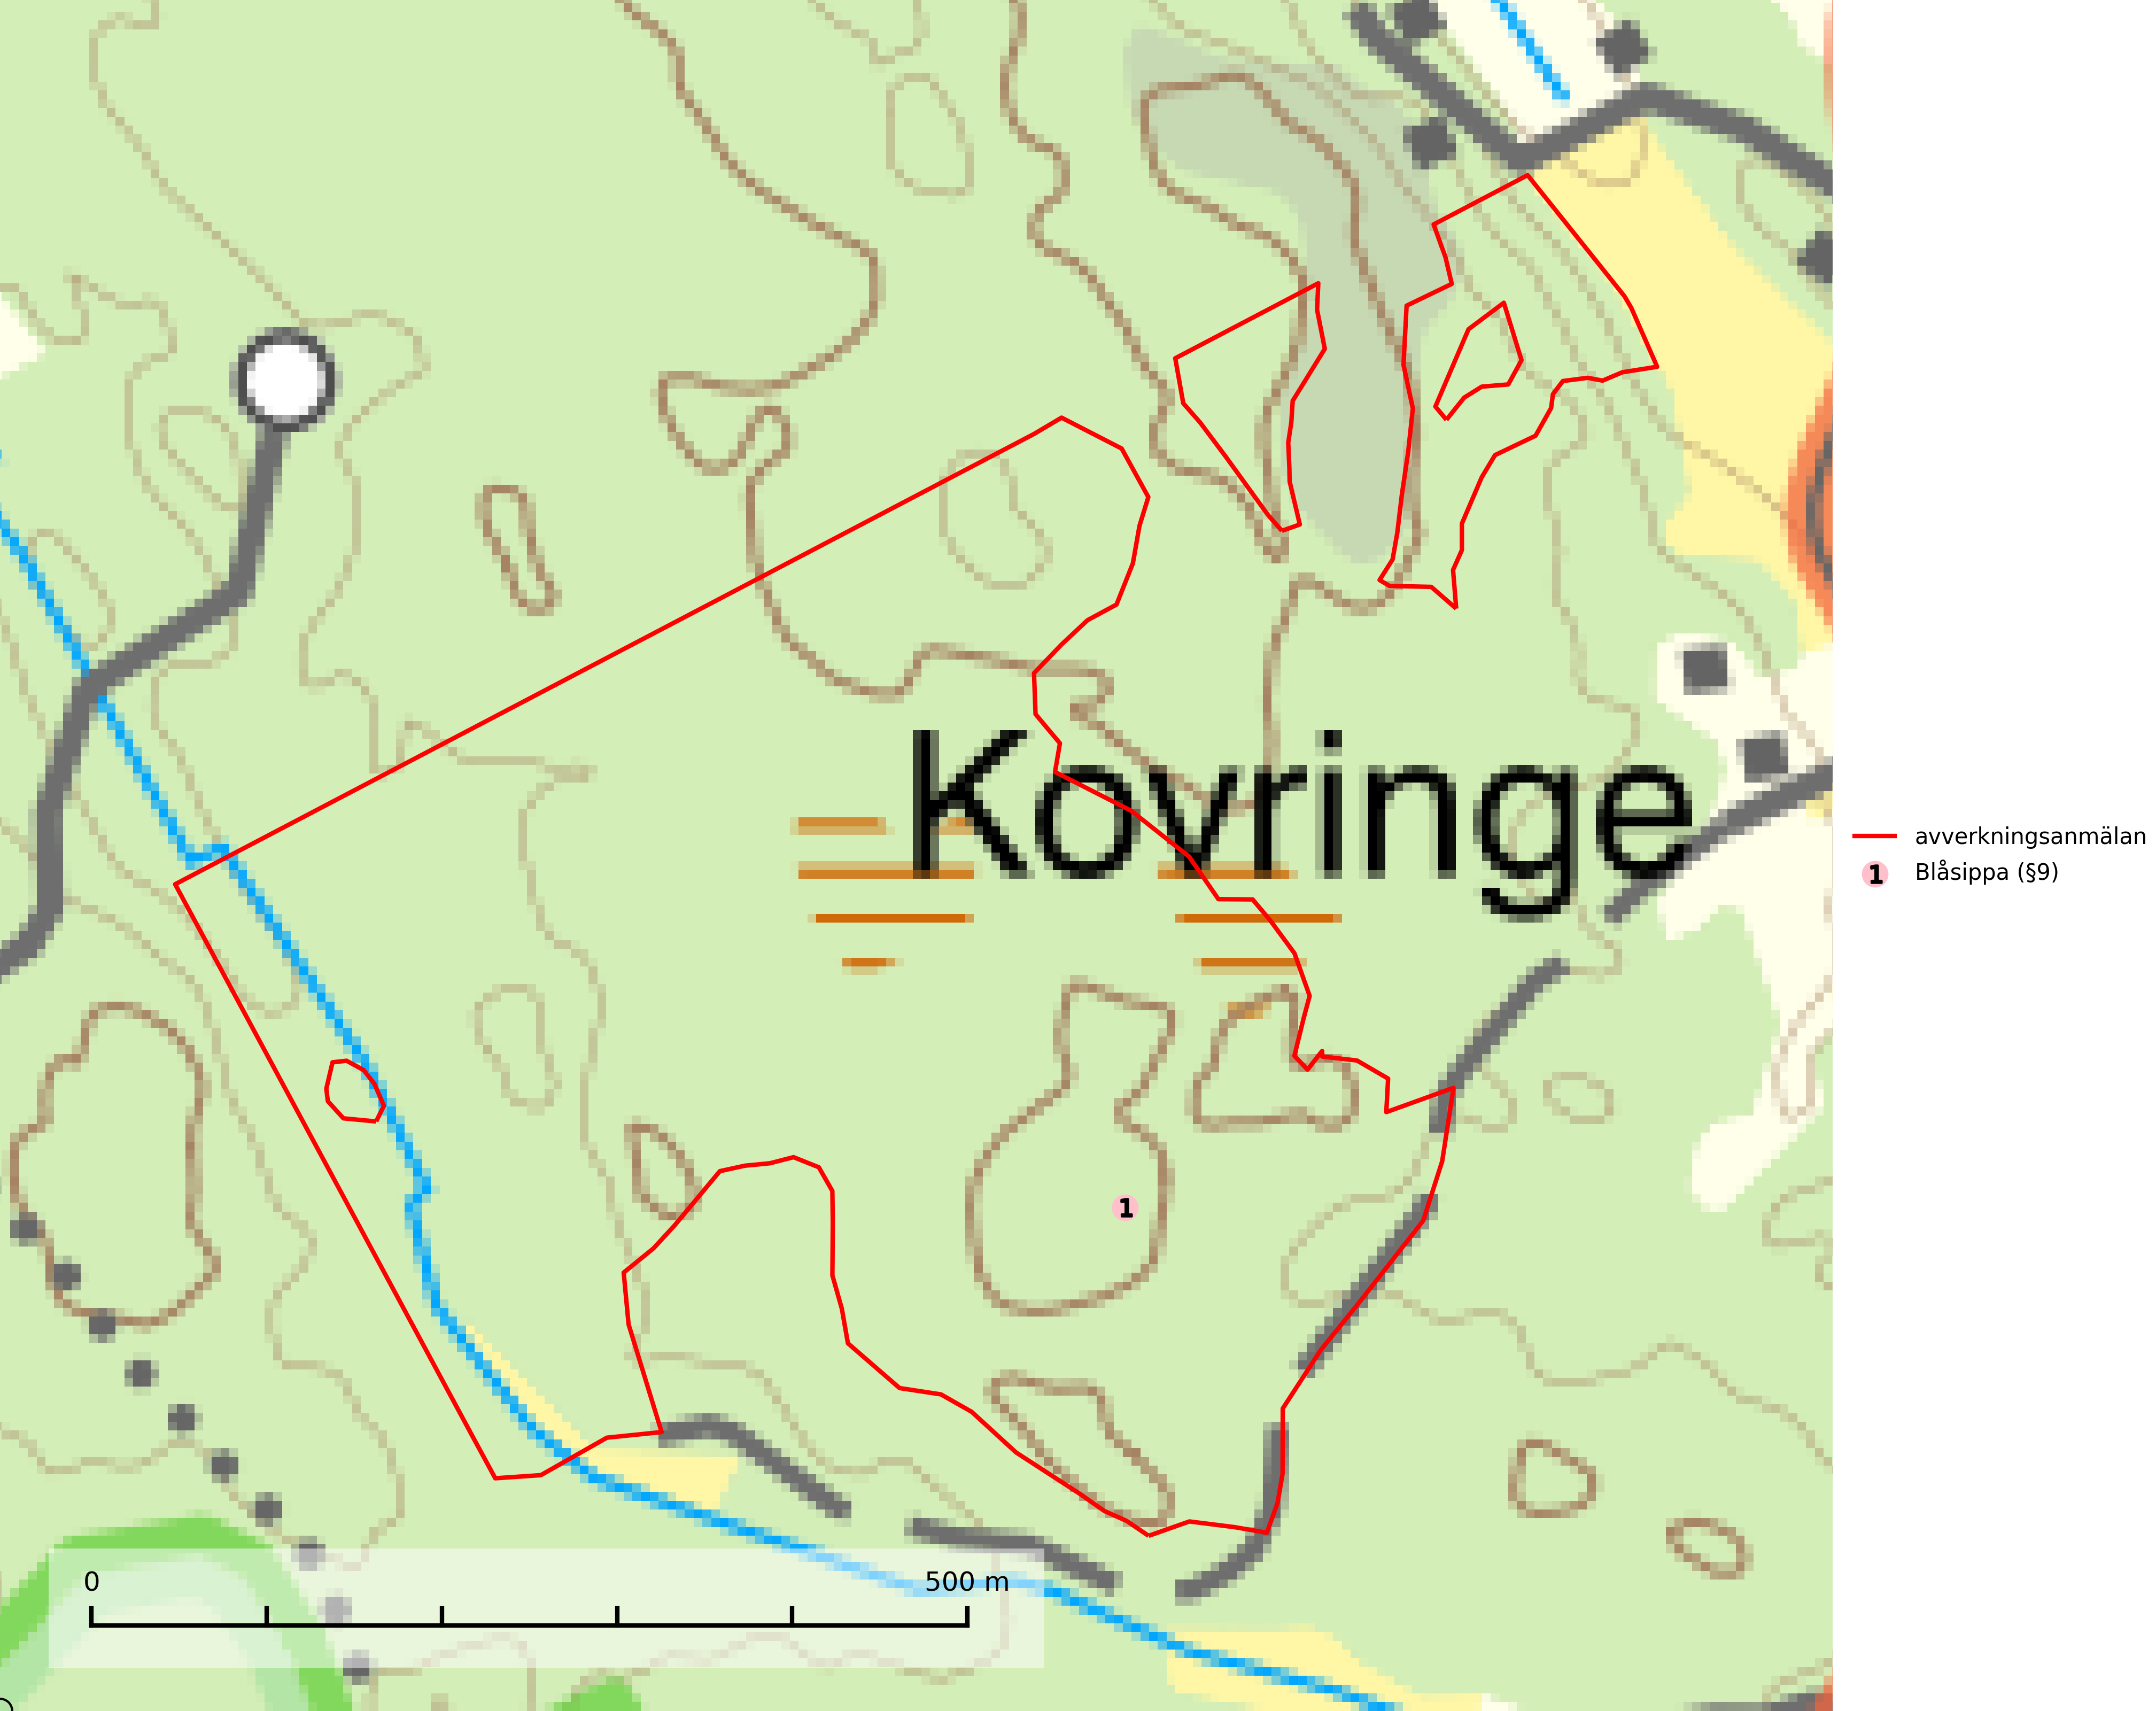 Kovringe
avverkningsanmälan
1 Blåsippa (§9)
1
0 500 m